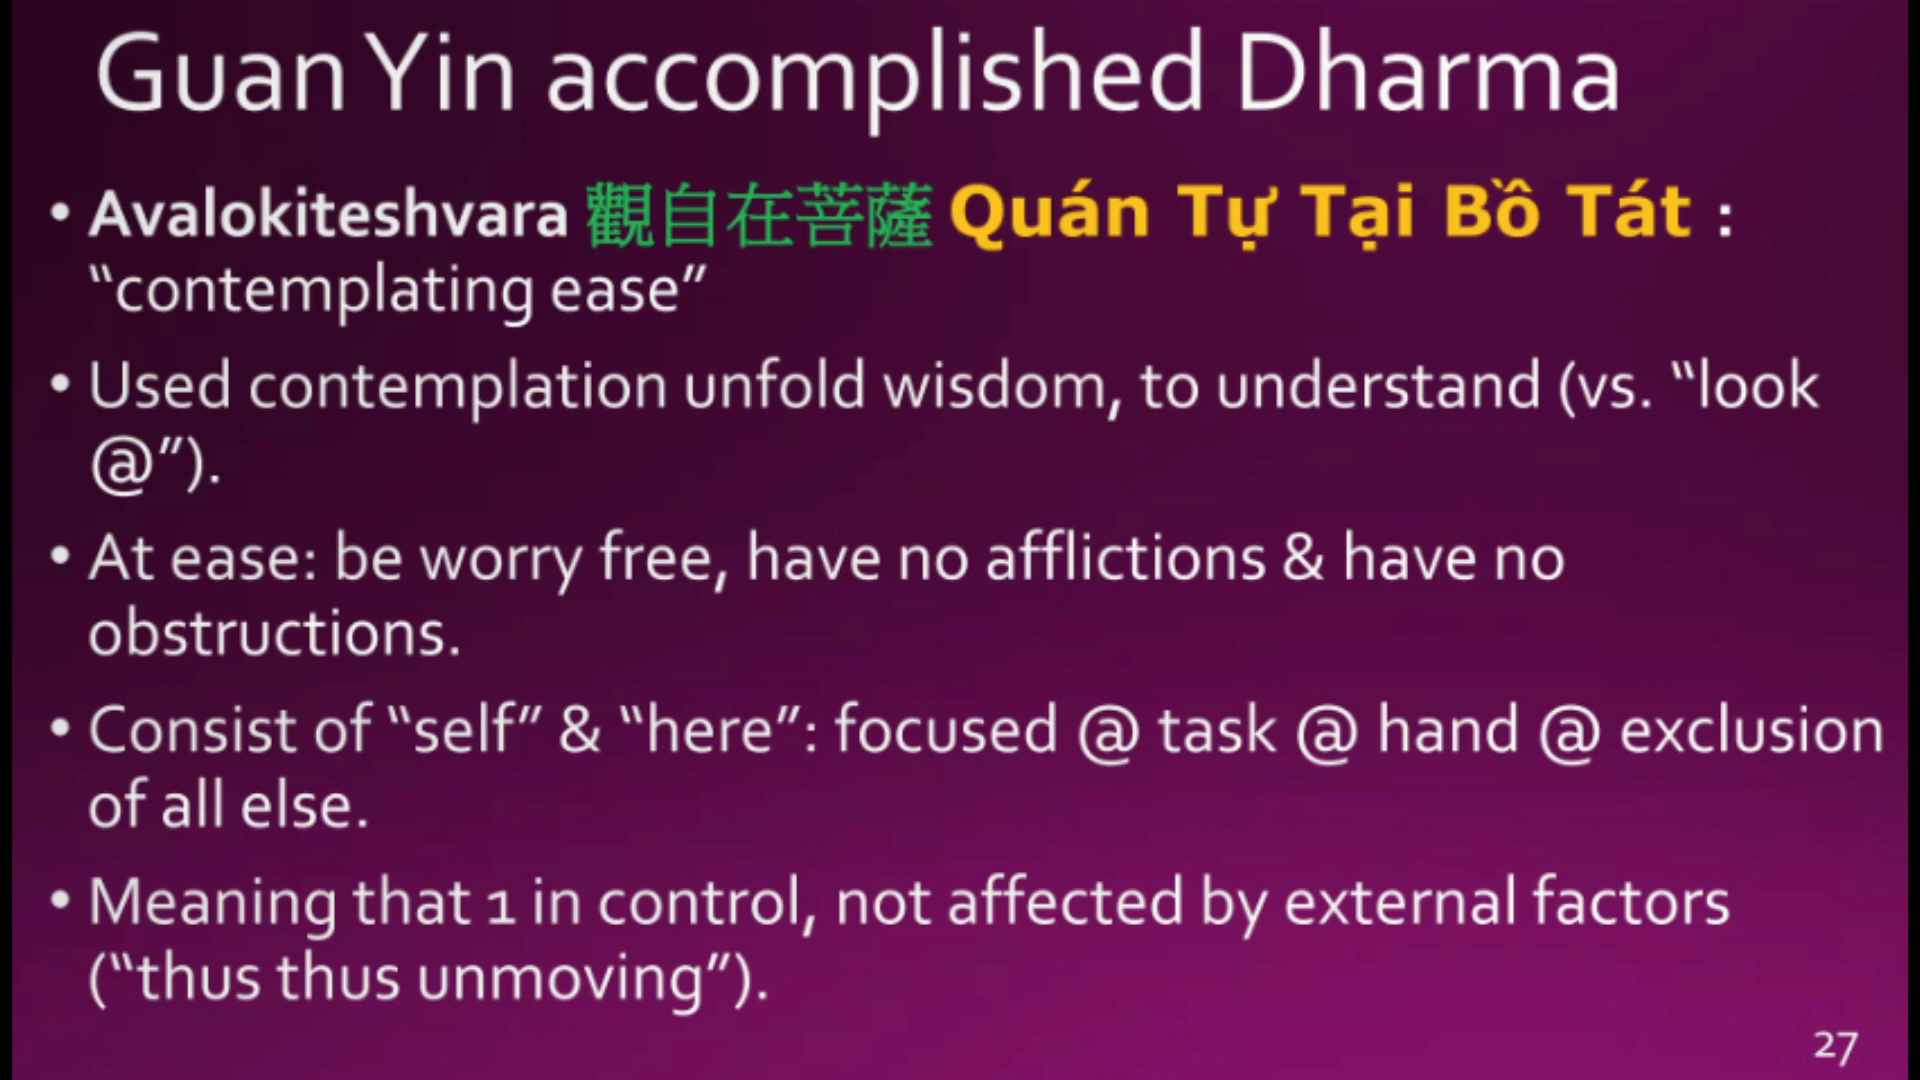 Guan Yin accomplished Dharma
• Avalokiteshvara 觀自在菩薩 Quán Tự Tại Bồ Tát :
“contemplating ease”
• Used contemplation unfold wisdom, to understand (vs. “look
@”).
• At ease: be worry free, have no afflictions & have no
obstructions.
• Consist of “self” & “here”: focused @ task @ hand @ exclusion
of all else.
• Meaning that 1 in control, not affected by external factors
(“thus thus unmoving”).
27